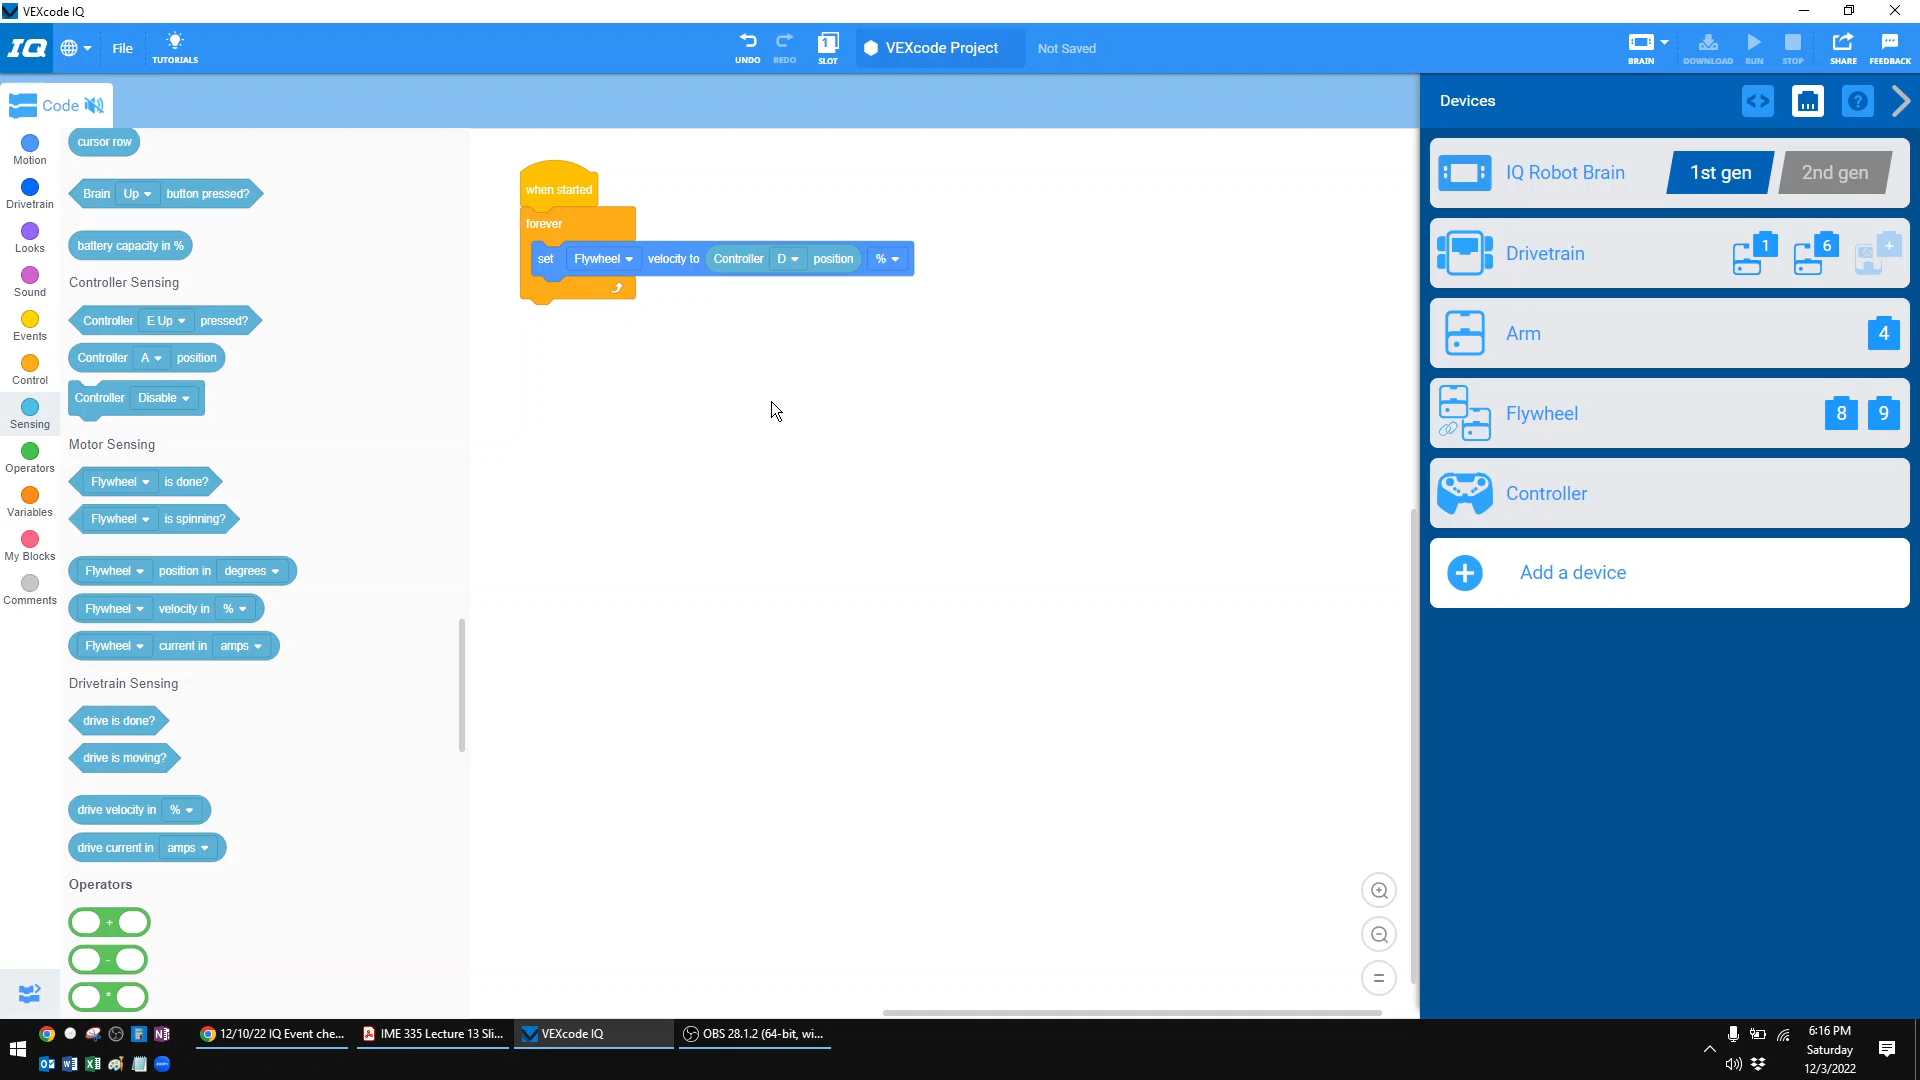 VEXcode IQ
IQ
File
TUTORIALS
UNDO
REDO
1
SLOT
VEXcode Project
Not Saved
BRAIN
DOWNLOAD
RUN
STOP
SHARE
FEEDBACK
Code
Devices
Motion
Drivetrain
Looks
Sound
Events
Control
Sensing
Operators
Variables
My Blocks
Comments
cursor row
Brain Up button pressed?
battery capacity in %
Controller Sensing
Controller E Up pressed?
Controller A position
Controller Disable
Motor Sensing
Flywheel is done?
Flywheel is spinning?
Flywheel position in degrees
Flywheel velocity in %
Flywheel current in amps
Drivetrain Sensing
drive is done?
drive is moving?
drive velocity in %
drive current in amps
Operators
+
-
*
when started
forever
set Flywheel velocity to Controller D position %
IQ Robot Brain 1st gen 2nd gen
Drivetrain 1 6 +
Arm 4
Flywheel 8 9
Controller
Add a device
12/10/22 IQ Event che...
IME 335 Lecture 13 Sli...
VEXcode IQ
OBS 28.1.2 (64-bit, wi...
6:16 PM
Saturday
12/3/2022